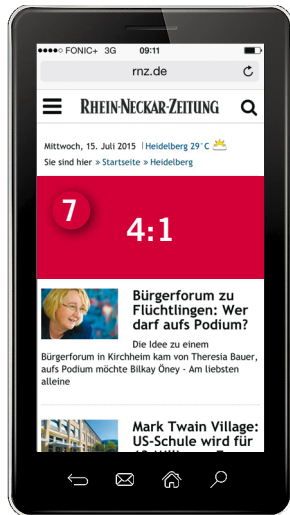 FONIC+ 3G 09:11
rnz.de
RHEIN-NECKAR-ZEITUNG
Mittwoch, 15. Juli 2015 | Heidelberg 29°C
Sie sind hier » Startseite » Heidelberg
7
4:1
Bürgerforum zu
Flüchtlingen: Wer
darf aufs Podium?
Die Idee zu einem
Bürgerforum in Kirchheim kam von Theresia Bauer,
aufs Podium möchte Bilkay Öney - Am liebsten
alleine
Mark Twain Village:
US-Schule wird für